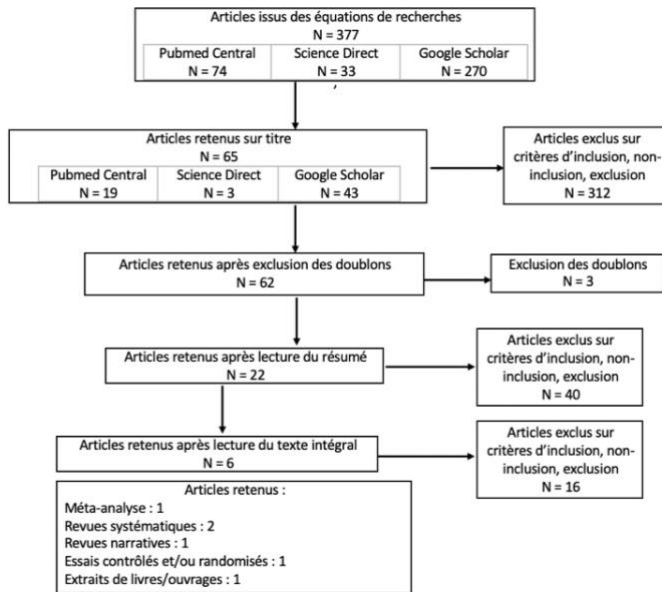 Articles issus des équations de recherches
N = 377
Pubmed Central
N = 74
Science Direct
N = 33
Google Scholar
N = 270
Articles retenus sur titre
N = 65
Pubmed Central
N = 19
Science Direct
N = 3
Google Scholar
N = 43
Articles exclus sur
critères d'inclusion, non-
inclusion, exclusion
N = 312
Articles retenus après exclusion des doublons
N = 62
Exclusion des doublons
N = 3
Articles retenus après lecture du résumé
N = 22
Articles exclus sur
critères d'inclusion, non-
inclusion, exclusion
N = 40
Articles retenus après lecture du texte intégral
N = 6
Articles exclus sur
critères d'inclusion, non-
inclusion, exclusion
N = 16
Articles retenus :
Méta-analyse : 1
Revues systématiques : 2
Revues narratives : 1
Essais contrôlés et/ou randomisés : 1
Extraits de livres/ouvrages : 1